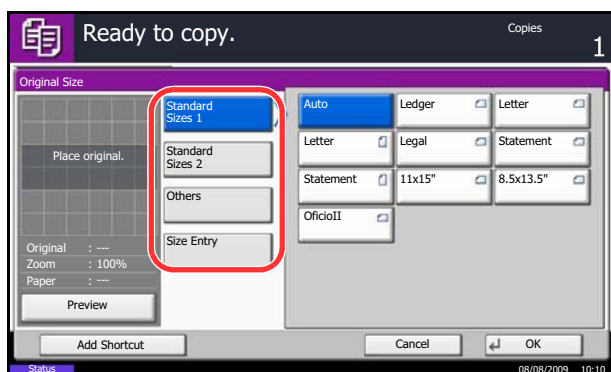 Ready to copy.
Copies
1
Original Size
Place original.
Original : ---
Zoom : 100%
Paper : ---
Preview
Standard
Sizes 1
Standard
Sizes 2
Others
Size Entry
Auto
Ledger
Letter
Letter
Legal
Statement
Statement
11x15"
8.5x13.5"
OficioII
Add Shortcut
Cancel
OK
Status
08/08/2009 10:10